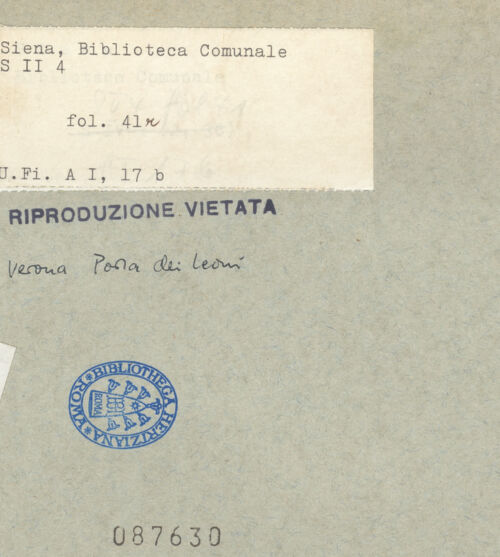 Siena, Biblioteca Comunale
S II 4
fol. 41r
U.Fi. A I, 17 b
RIPRODUZIONE VIETATA
Verona Porta dei Leoni
BIBLIOTHECA HERTZIANA ROMA
ROMA
087630